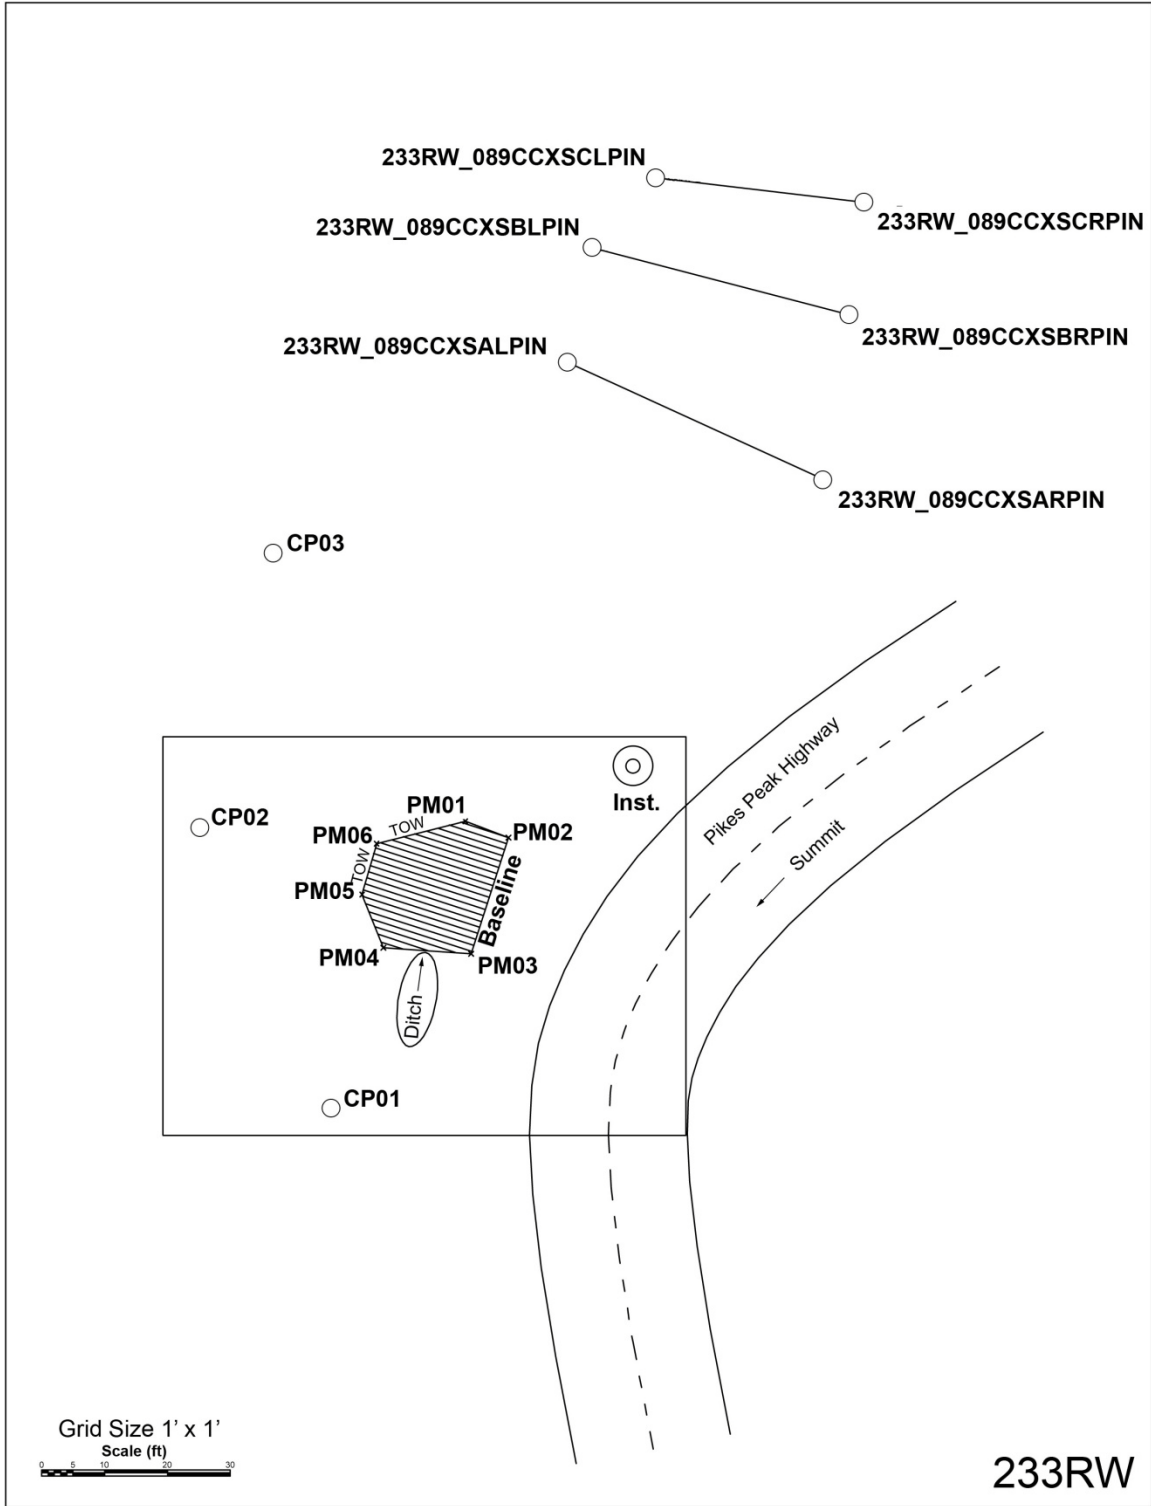 233RW_089CCXSCLPIN
233RW_089CCXSCRPIN
233RW_089CCXSBLPIN
233RW_089CCXSBRPIN
233RW_089CCXSALPIN
233RW_089CCXSARPIN
CP03
Pikes Peak Highway
Summit
Inst.
CP02
PM01
TOW
PM06
PM02
TOW
PM05
Baseline
PM04
PM03
Ditch
CP01
Grid Size 1' x 1'
Scale (ft)
0 5 10 20 30
233RW